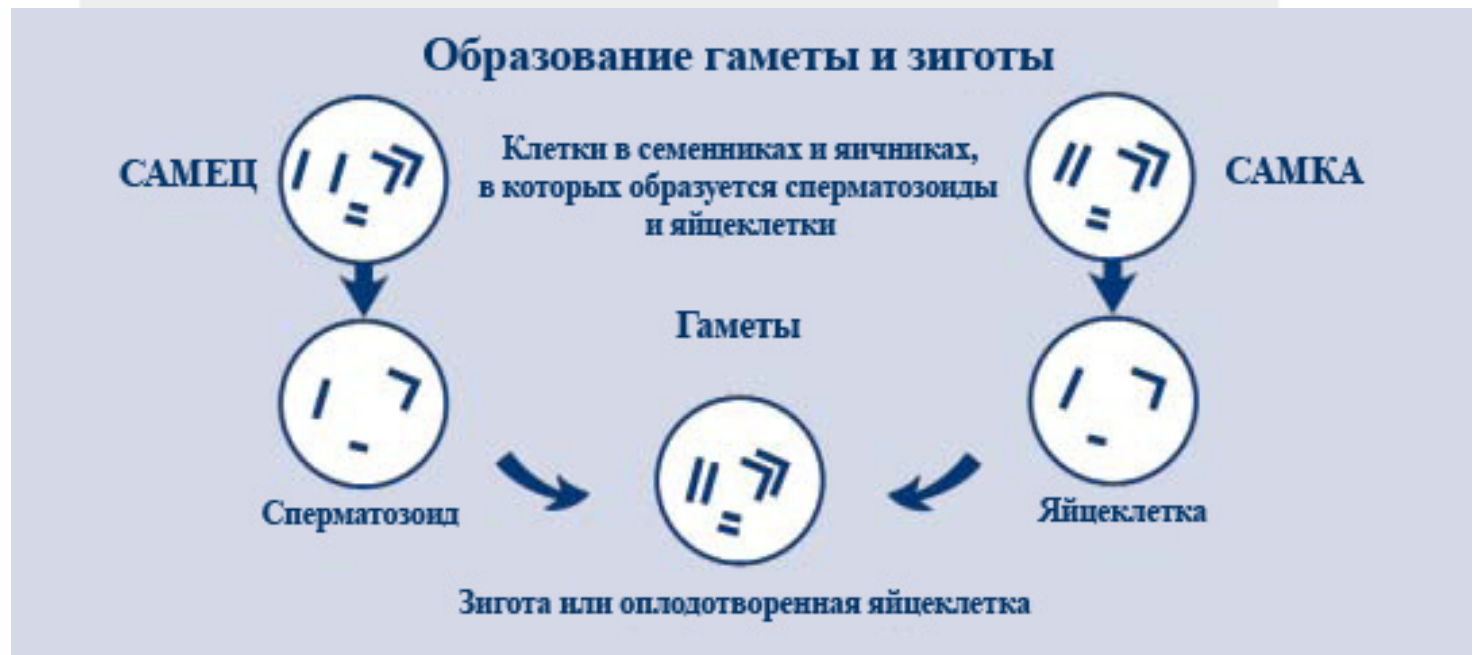 Образование гаметы и зиготы
САМЕЦ
Клетки в семенниках и яичниках,
в которых образуется сперматозоиды
и яйцеклетки
САМКА
Гаметы
Сперматозоид
Яйцеклетка
Зигота или оплодотворенная яйцеклетка